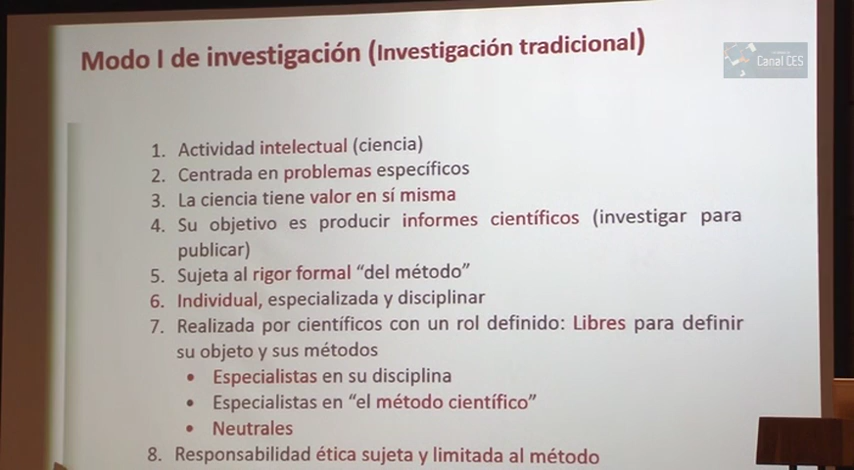 Modo I de investigación (Investigación tradicional)
Canal CES
1. Actividad intelectual (ciencia)
2. Centrada en problemas específicos
3. La ciencia tiene valor en sí misma
4. Su objetivo es producir informes científicos (investigar para
publicar)
5. Sujeta al rigor formal “del método”
6. Individual, especializada y disciplinar
7. Realizada por científicos con un rol definido: Libres para definir
su objeto y sus métodos
• Especialistas en su disciplina
• Especialistas en “el método científico”
• Neutrales
8. Responsabilidad ética sujeta y limitada al método